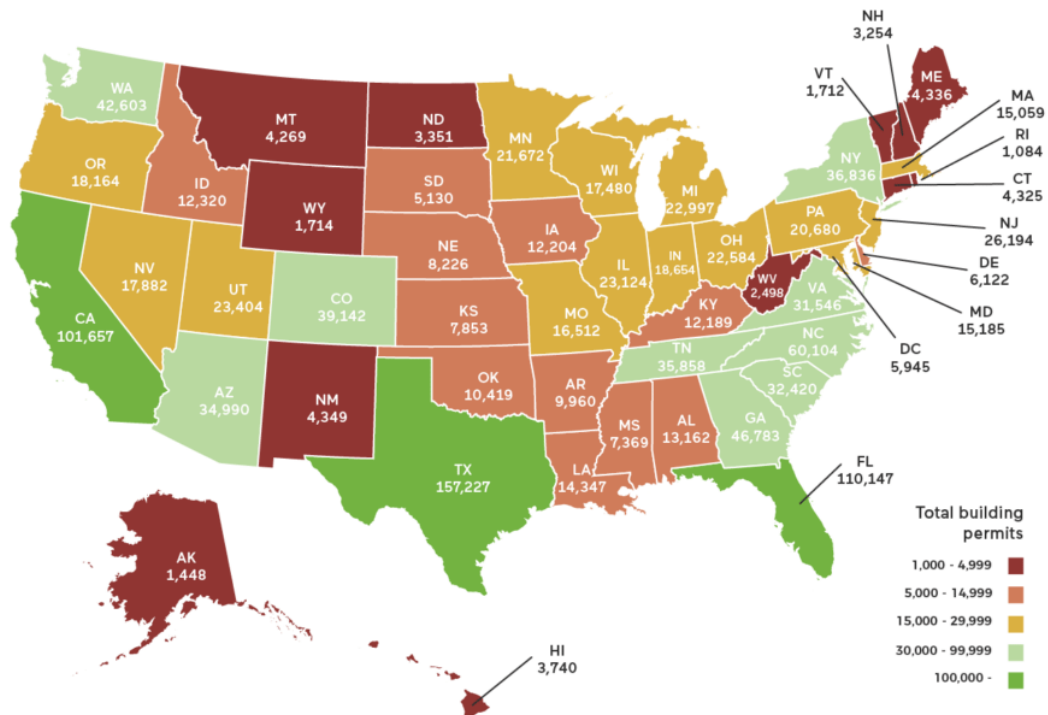 NH
3,254
VT
1,712
ME
4,336
MA
15,059
RI
1,084
CT
4,325
NJ
26,194
DE
6,122
MD
15,185
DC
5,945
WA
42,603
MT
4,269
ND
3,351
MN
21,672
OR
18,164
ID
12,320
WY
1,714
SD
5,130
WI
17,480
MI
22,997
NY
36,836
NV
17,882
UT
23,404
CO
39,142
NE
8,226
IA
12,204
IL
23,124
IN
18,654
OH
22,584
PA
20,680
CA
101,657
AZ
34,990
NM
4,349
KS
7,853
MO
16,512
KY
12,189
WV
2,498
VA
31,546
OK
10,419
AR
9,960
TN
35,858
NC
60,104
SC
32,420
TX
157,227
LA
14,347
MS
7,369
AL
13,162
GA
46,783
FL
110,147
AK
1,448
HI
3,740
Total building
permits
1,000 - 4,999
5,000 - 14,999
15,000 - 29,999
30,000 - 99,999
100,000 -